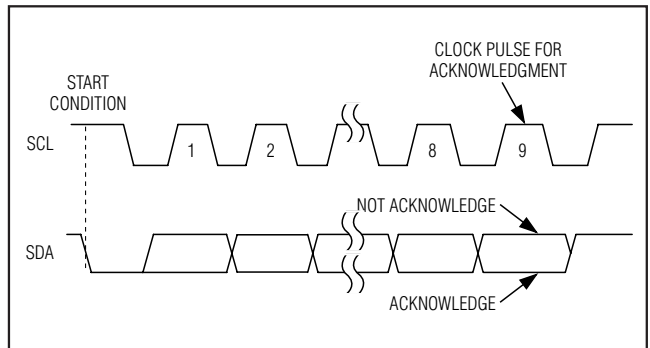 CLOCK PULSE FOR
ACKNOWLEDGMENT
START
CONDITION
SCL
1
2
8
9
NOT ACKNOWLEDGE
SDA
ACKNOWLEDGE